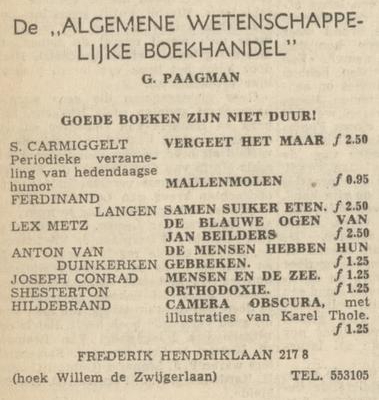 De „ALGEMENE WETENSCHAPPE-
LIJKE BOEKHANDEL”
G. PAAGMAN
GOEDE BOEKEN ZIJN NIET DUUR!
S. CARMIGGELT VERGEET HET MAAR f 2.50
Periodieke verzame-
ling van hedendaagse
humor MALLENMOLEN f 0.95
FERDINAND
LANGEN SAMEN SUIKER ETEN. f 2.50
LEX METZ DE BLAUWE OGEN VAN
JAN BEILDERS f 2.50
ANTON VAN DE MENSEN HEBBEN HUN
DUINKERKEN GEBREKEN. f 1.25
JOSEPH CONRAD MENSEN EN DE ZEE. f 1.25
SHESTERTON ORTHODOXIE. f 1.25
HILDEBRAND CAMERA OBSCURA, met
illustraties van Karel Thole.
f 1.25
FREDERIK HENDRIKLAAN 217 8
(hoek Willem de Zwijgerlaan) TEL. 553105